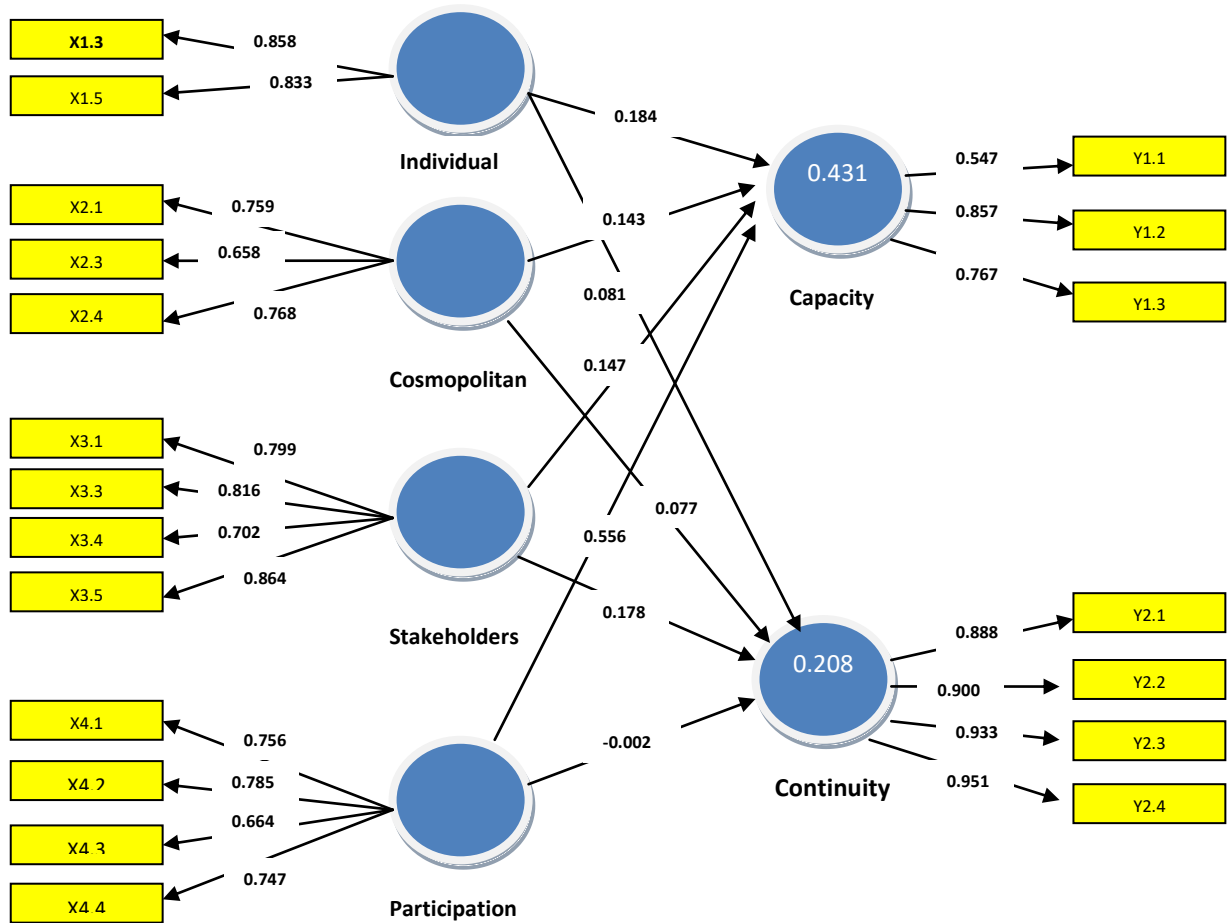 X1.3
0.858
X1.5
0.833
Individual
0.184
0.431
Capacity
0.547
Y1.1
0.857
Y1.2
0.767
Y1.3
X2.1
0.759
X2.3
0.658
X2.4
0.768
Cosmopolitan
0.143
0.081
0.147
X3.1
0.799
X3.3
0.816
X3.4
0.702
X3.5
0.864
Stakeholders
0.077
0.556
0.178
0.208
Continuity
0.888
Y2.1
0.900
Y2.2
0.933
Y2.3
0.951
Y2.4
X4.1
0.756
X4.2
0.785
X4.3
0.664
X4.4
0.747
Participation
-0.002